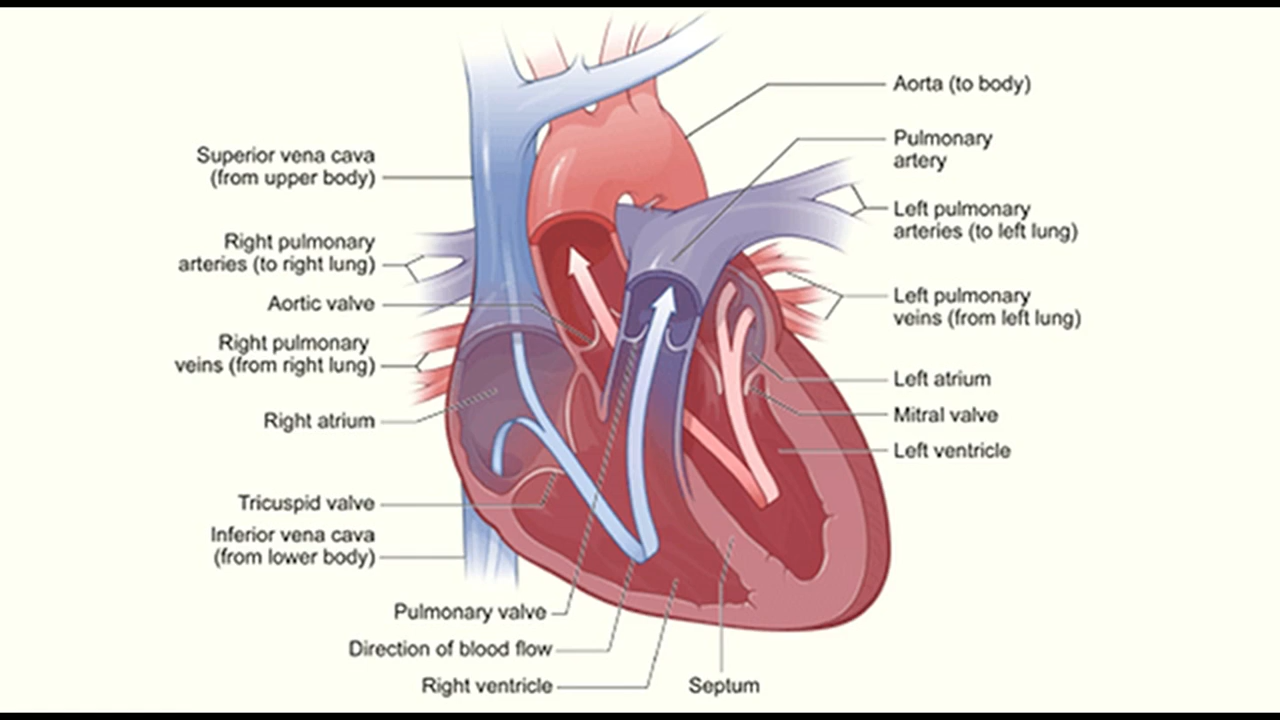 Superior vena cava
(from upper body)
Right pulmonary
arteries (to right lung)
Aortic valve
Right pulmonary
veins (from right lung)
Right atrium
Tricuspid valve
Inferior vena cava
(from lower body)
Pulmonary valve
Direction of blood flow
Right ventricle
Septum
Aorta (to body)
Pulmonary
artery
Left pulmonary
arteries (to left lung)
Left pulmonary
veins (from left lung)
Left atrium
Mitral valve
Left ventricle